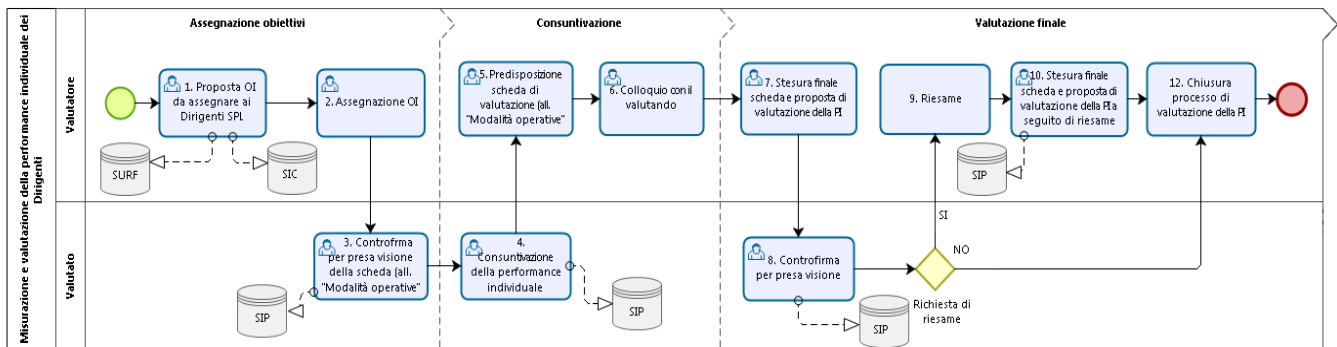 Misurazione e valutazione della performance individuale dei
Dirigenti
Assegnazione obiettivi
Consuntivazione
Valutazione finale
Valutatore
1. Proposta OI
da assegnare ai
Dirigenti SPL
2. Assegnazione OI
5. Predisposizione
scheda di
valutazione (all.
"Modalità operative"
6. Colloquio con il
valutando
7. Stesura finale
scheda e proposta di
valutazione della PI
9. Riesame
10. Stesura finale
scheda e proposta di
valutazione della PI a
seguito di riesame
12. Chiusura
processo di
valutazione della PI
SURF
SIC
SIP
SI
Valutato
3. Controfirma
per presa visione
della scheda (all.
"Modalità operative"
4.
Consuntivazione
della performance
individuale
8. Controfirma
per presa visione
NO
Richiesta di
riesame
SIP
SIP
SIP